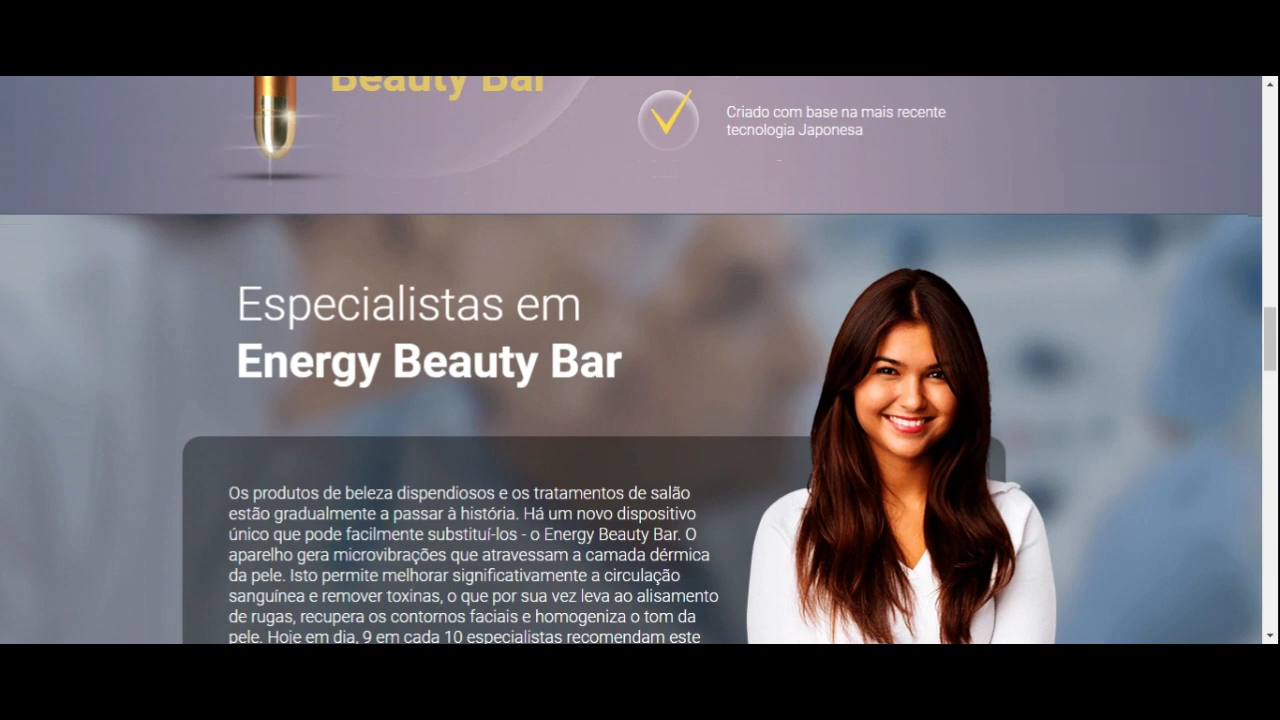 Beauty Bar
Criado com base na mais recente
tecnologia Japonesa
Especialistas em
Energy Beauty Bar
Os produtos de beleza dispendiosos e os tratamentos de salão
estão gradualmente a passar à história. Há um novo dispositivo
único que pode facilmente substituí-los - o Energy Beauty Bar. O
aparelho gera microvibrações que atravessam a camada dérmica
da pele. Isto permite melhorar significativamente a circulação
sanguínea e remover toxinas, o que por sua vez leva ao alisamento
de rugas, recupera os contornos faciais e homogeniza o tom da
pele. Hoje em dia, 9 em cada 10 especialistas recomendam este